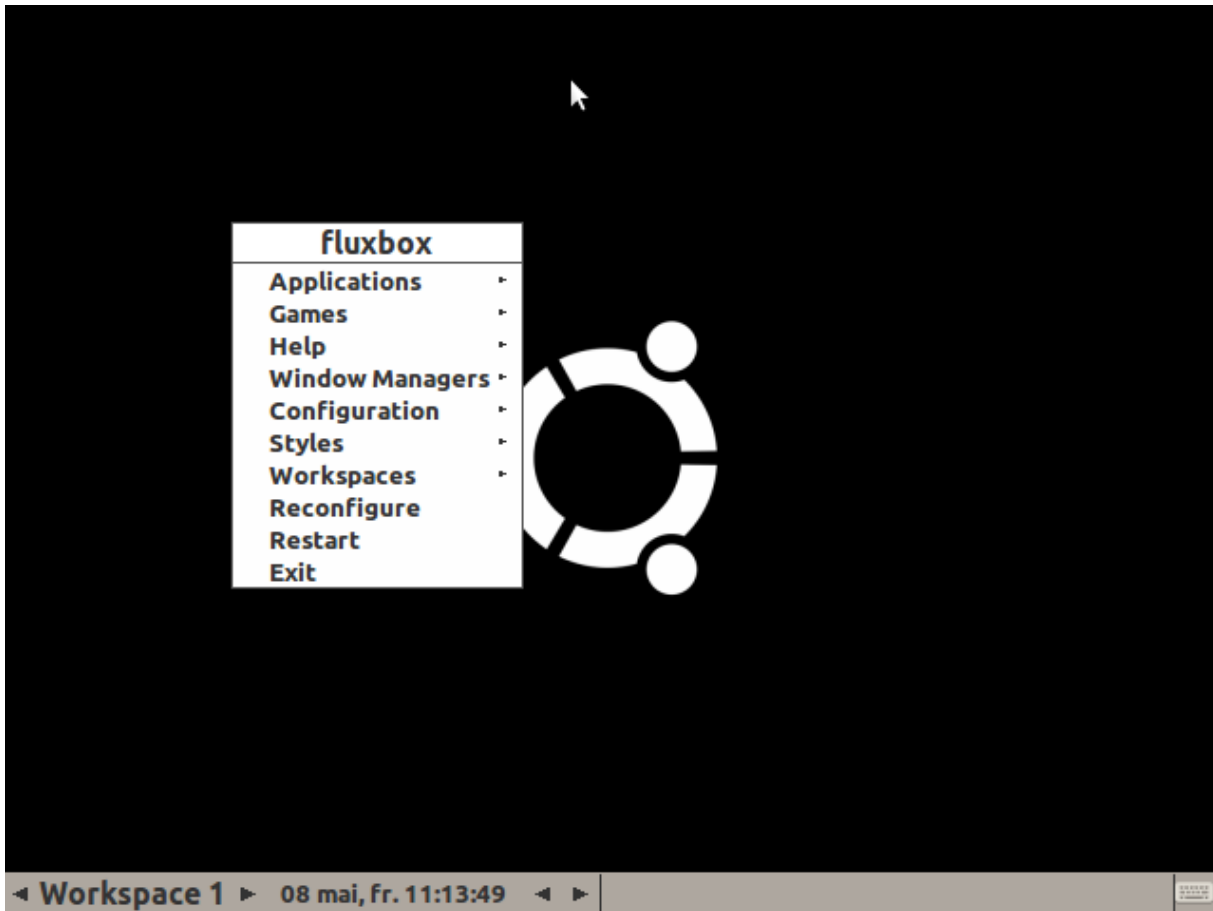 fluxbox
Applications
Games
Help
Window Managers
Configuration
Styles
Workspaces
Reconfigure
Restart
Exit
Workspace 1 08 mai, fr. 11:13:49